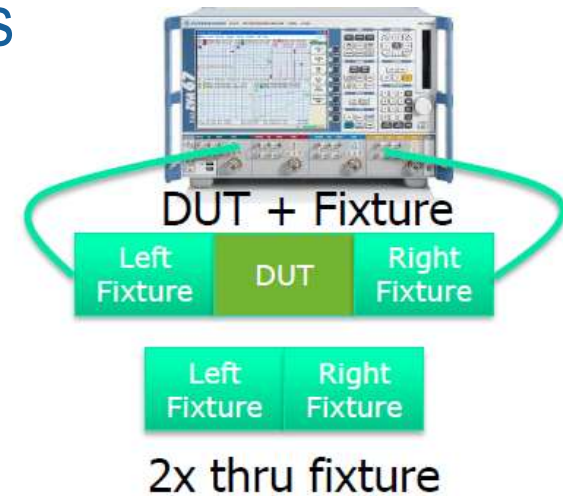 s
DUT + Fixture
Left
Fixture
DUT
Right
Fixture
Left
Fixture
Right
Fixture
2x thru fixture